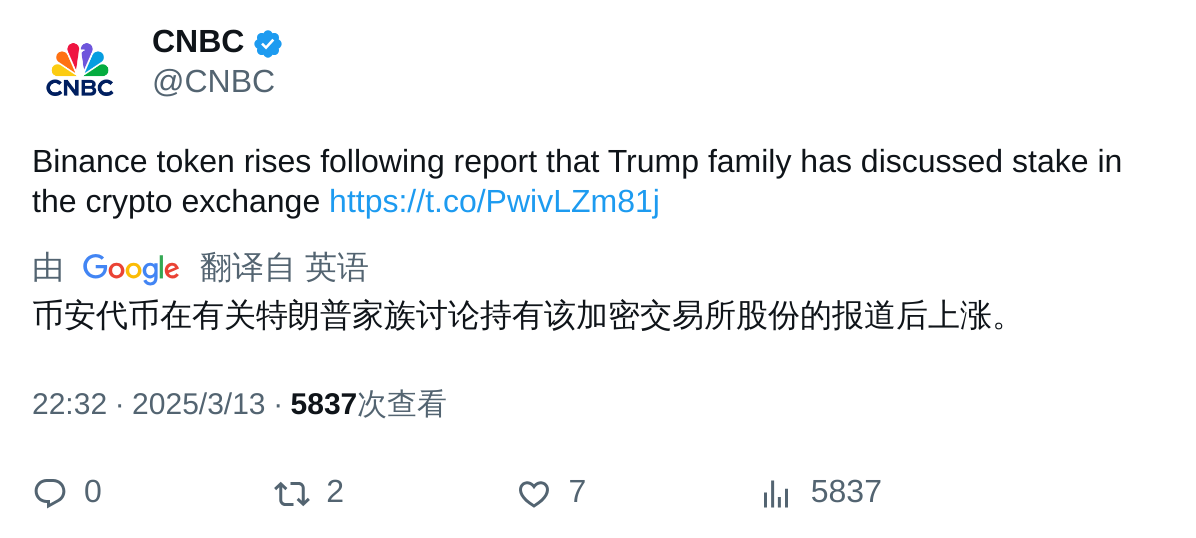 CNBC
CNBC
@CNBC
Binance token rises following report that Trump family has discussed stake in
the crypto exchange https://t.co/PwivLZm81j
由 Google 翻译自 英语
币安代币在有关特朗普家族讨论持有该加密交易所股份的报道后上涨。
22:32 · 2025/3/13 · 5837次查看
0 2 7 5837